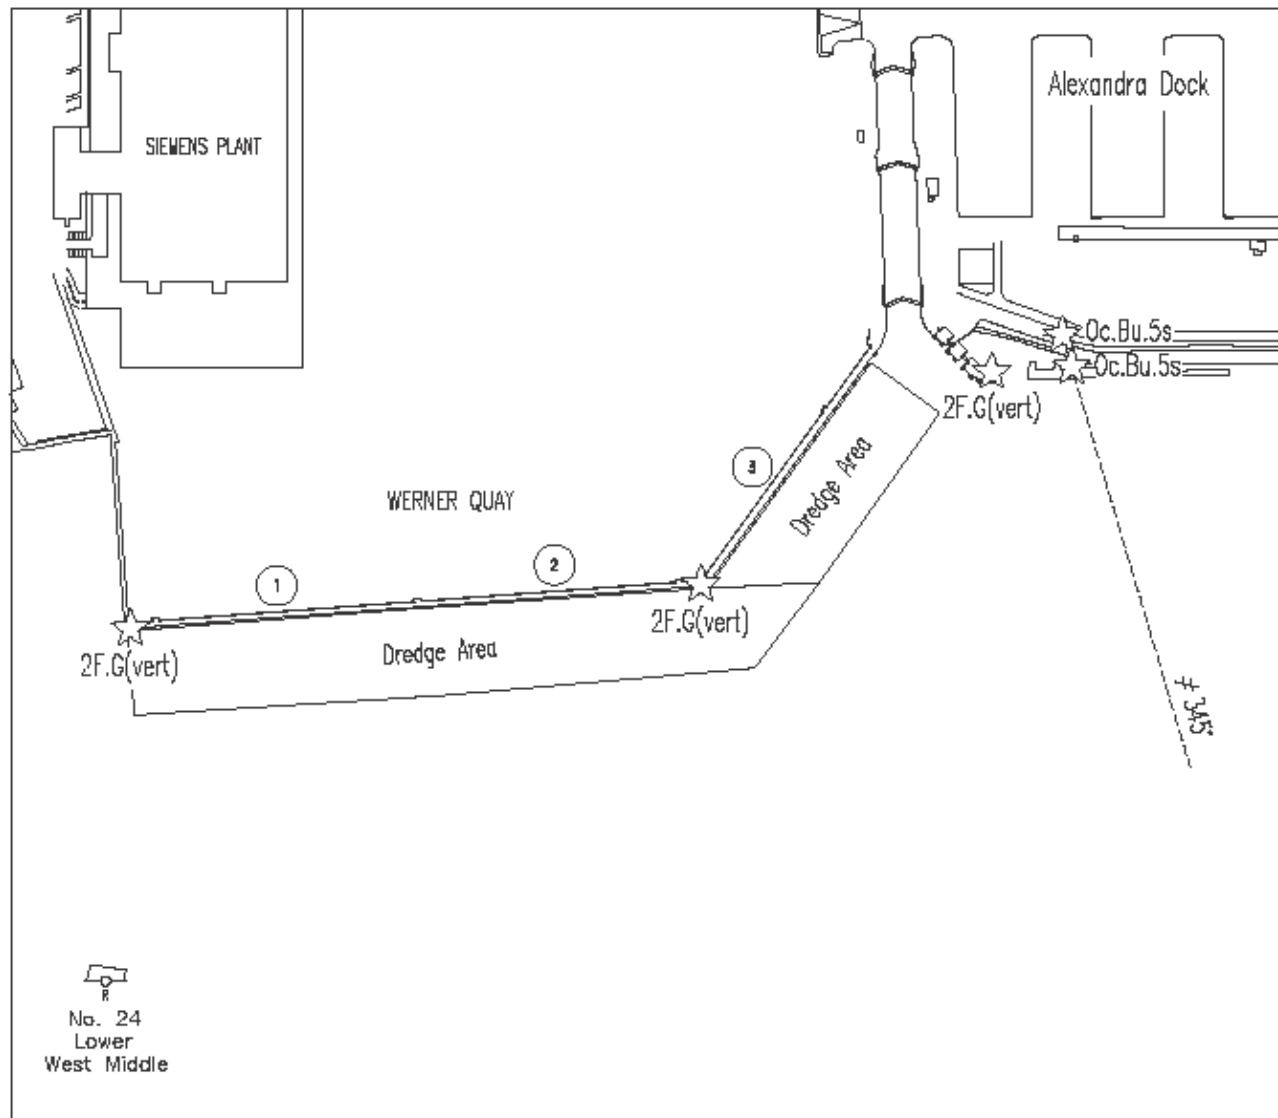 Alexandra Dock
SIEMENS PLANT
Oc.Bu.5s
Oc.Bu.5s
2F.G(vert)
3
Dredge Area
WERNER QUAY
2
1
2F.G(vert)
Dredge Area
2F.G(vert)
≠ 345°
R
No. 24
Lower
West Middle